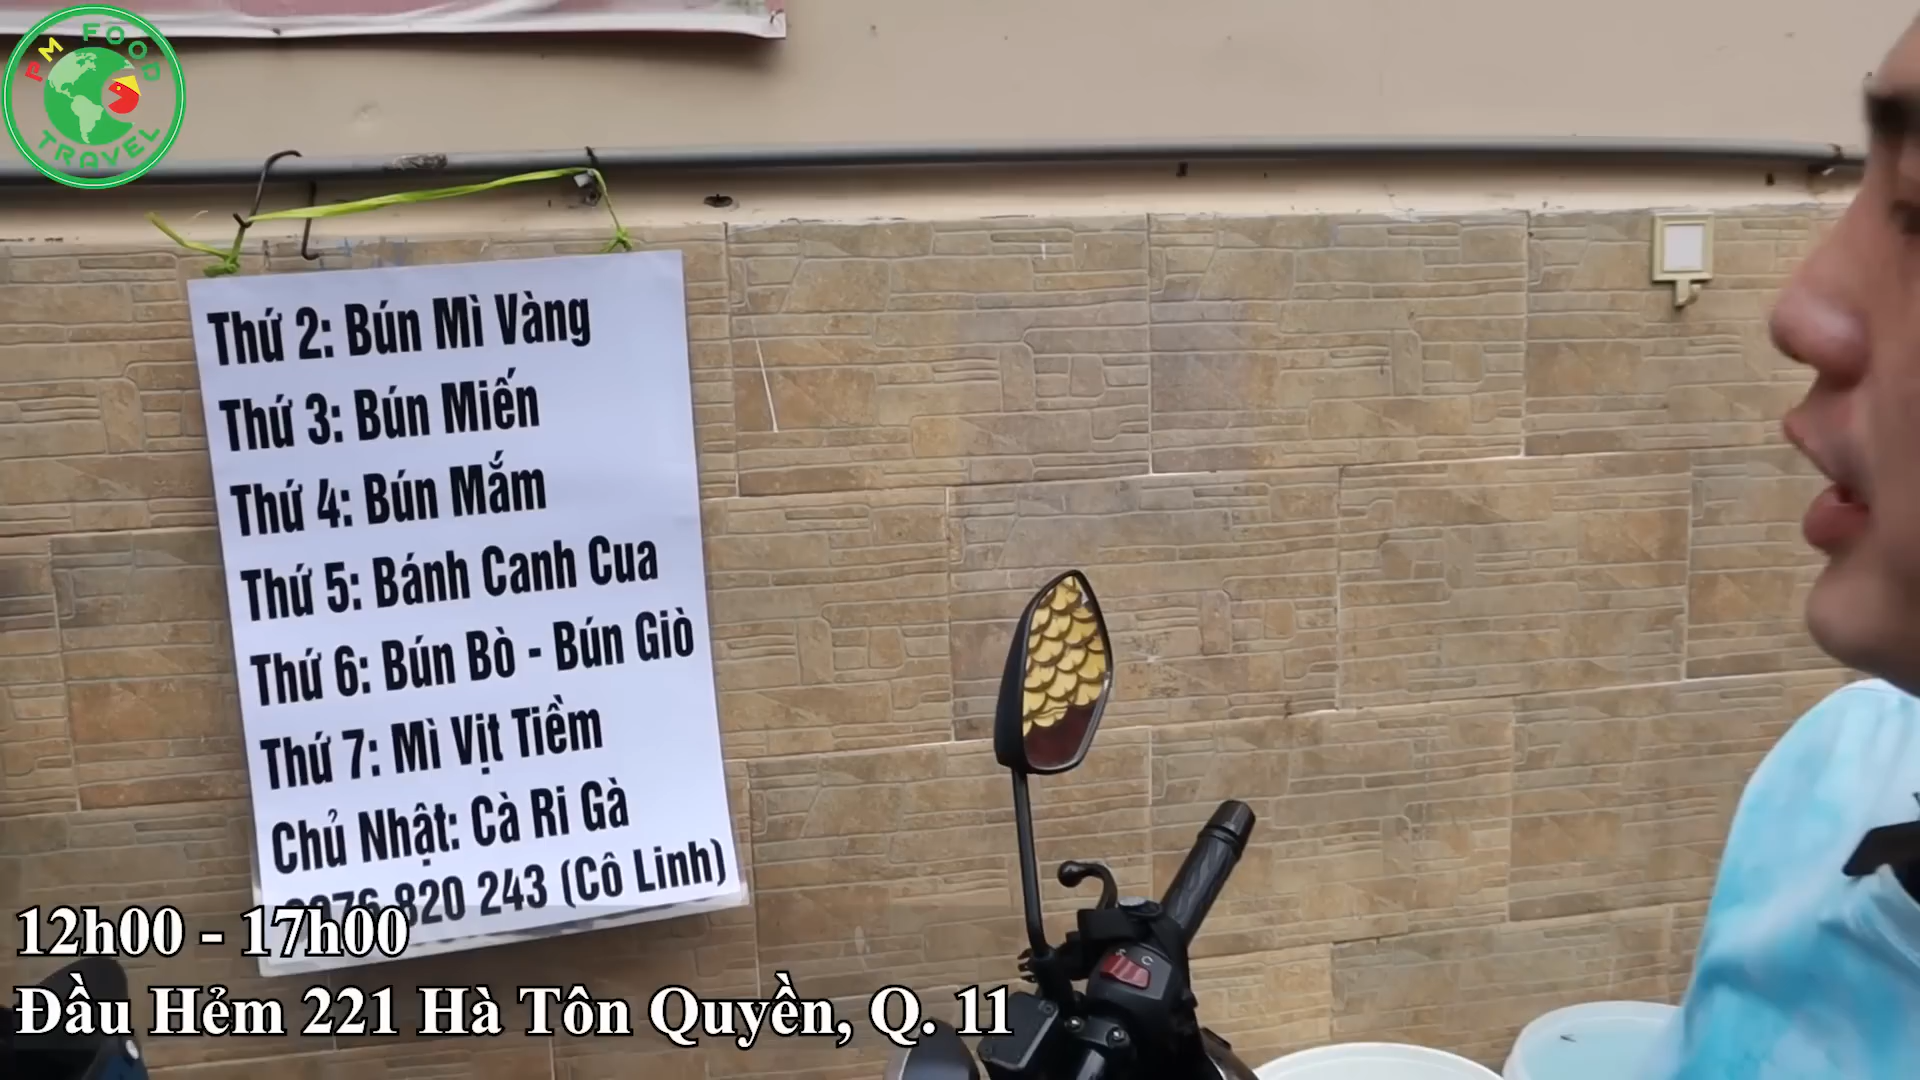 PM FOOD
TRAVEL
Thứ 2: Bún Mì Vàng
Thứ 3: Bún Miến
Thứ 4: Bún Mắm
Thứ 5: Bánh Canh Cua
Thứ 6: Bún Bò - Bún Giò
Thứ 7: Mì Vịt Tiềm
Chủ Nhật: Cà Ri Gà
0976 820 243 (Cô Linh)
12h00 - 17h00
Đầu Hẻm 221 Hà Tôn Quyền, Q. 11